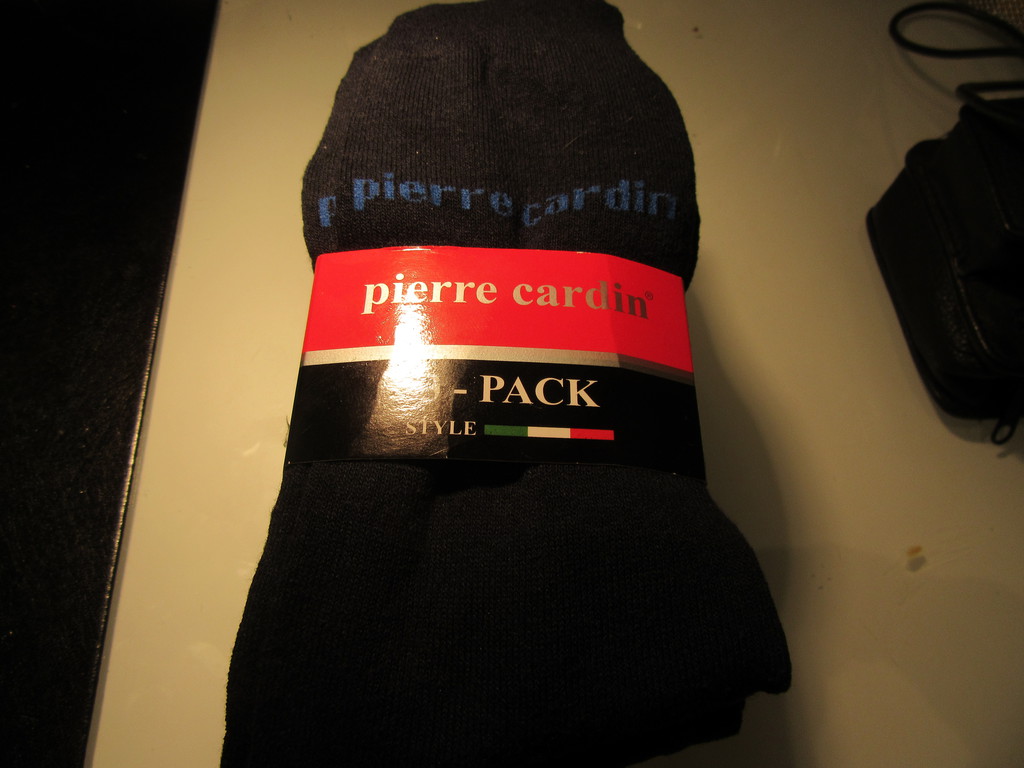 P pierre cardin
pierre cardin®
- PACK
STYLE